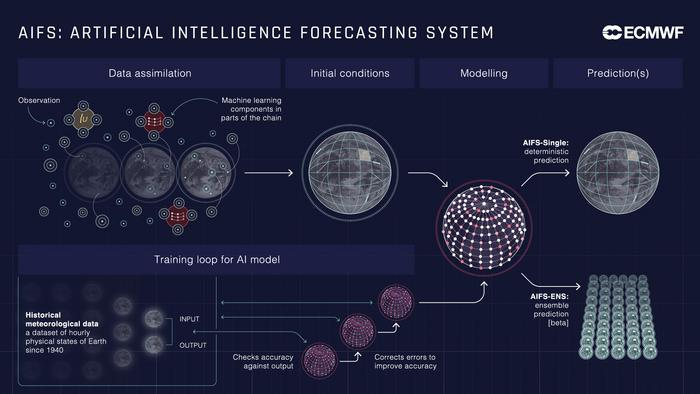 AIFS: ARTIFICIAL INTELLIGENCE FORECASTING SYSTEM
ECMWF
Data assimilation
Initial conditions
Modelling
Prediction(s)
Observation
Machine learning
components in
parts of the chain
AIFS-Single:
deterministic
prediction
Training loop for AI model
Historical
meteorological data
a dataset of hourly
physical states of Earth
since 1940
INPUT
OUTPUT
Checks accuracy
against output
Corrects errors to
improve accuracy
AIFS-ENS:
ensemble
prediction
[beta]